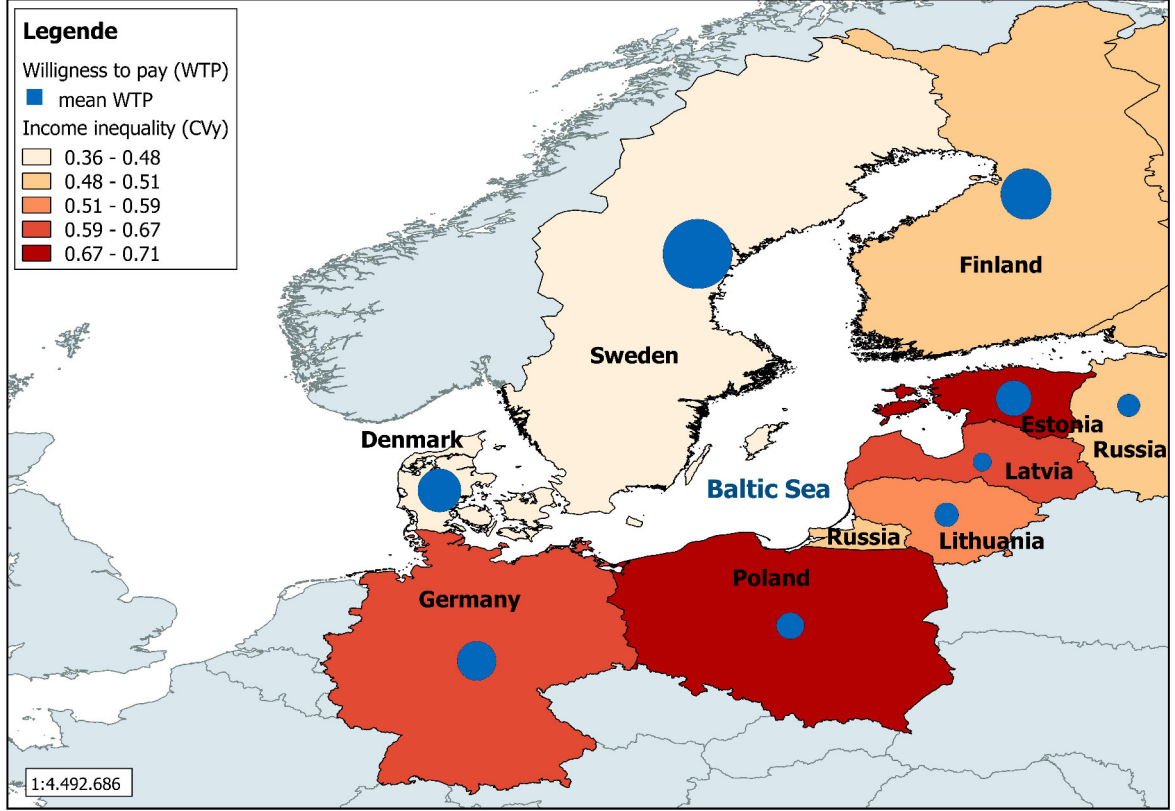 Legende
Willigness to pay (WTP)
mean WTP
Income inequality (CVy)
0.36 - 0.48
0.48 - 0.51
0.51 - 0.59
0.59 - 0.67
0.67 - 0.71
Finland
Sweden
Estonia
Denmark
Russia
Latvia
Baltic Sea
Russia
Lithuania
Poland
Germany
1:4.492.686